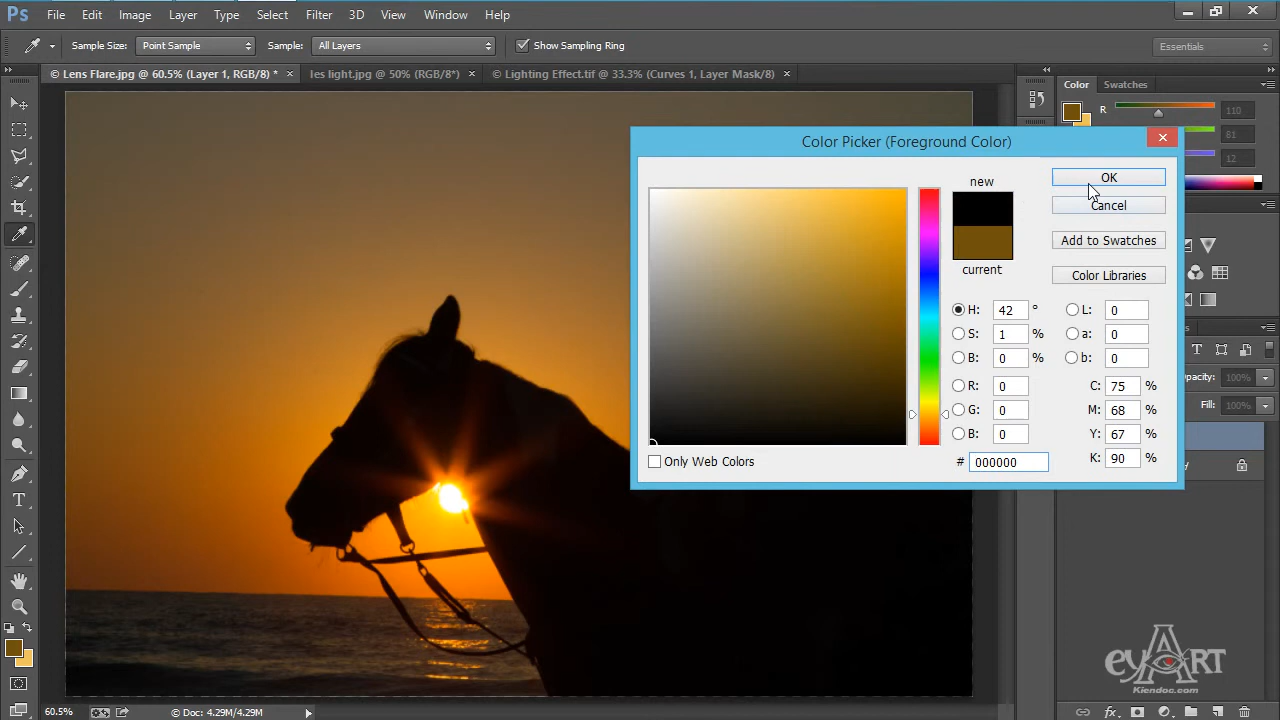 Ps File Edit Image Layer Type Select Filter 3D View Window Help
Sample Size: Point Sample Sample: All Layers Show Sampling Ring Essentials
© Lens Flare.jpg @ 60.5% (Layer 1, RGB/8) * × les light.jpg @ 50% (RGB/8*) × © Lighting Effect.tif @ 33.3% (Curves 1, Layer Mask/8) ×
Color Swatches
R 110
81
12
Color Picker (Foreground Color)
new
current
OK
Cancel
Add to Swatches
Color Libraries
H: 42 ° L: 0
S: 1 % a: 0
B: 0 % b: 0
R: 0 C: 75 %
G: 0 M: 68 %
B: 0 Y: 67 %
K: 90 %
Only Web Colors # 000000
T
Opacity: 100%
Fill: 100%
eyART
Kiendoc.com
60.5% © Doc: 4.29M/4.29M
fx